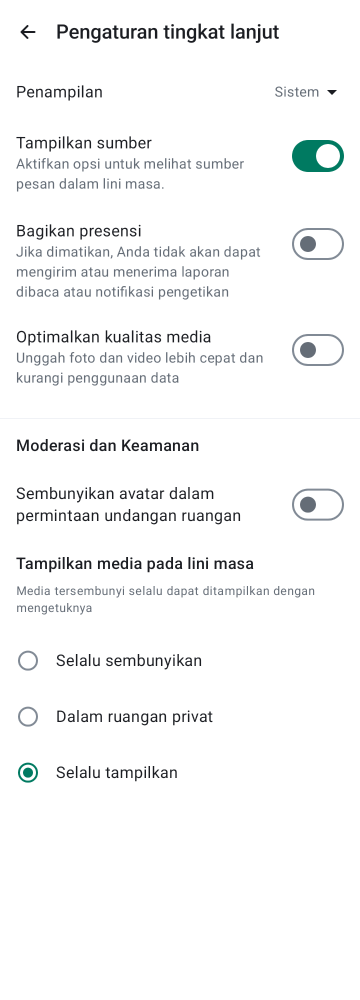 Pengaturan tingkat lanjut
Penampilan
Sistem
Tampilkan sumber
Aktifkan opsi untuk melihat sumber
pesan dalam lini masa.
Bagikan presensi
Jika dimatikan, Anda tidak akan dapat
mengirim atau menerima laporan
dibaca atau notifikasi pengetikan
Optimalkan kualitas media
Unggah foto dan video lebih cepat dan
kurangi penggunaan data
Moderasi dan Keamanan
Sembunyikan avatar dalam
permintaan undangan ruangan
Tampilkan media pada lini masa
Media tersembunyi selalu dapat ditampilkan dengan
mengetuknya
Selalu sembunyikan
Dalam ruangan privat
Selalu tampilkan